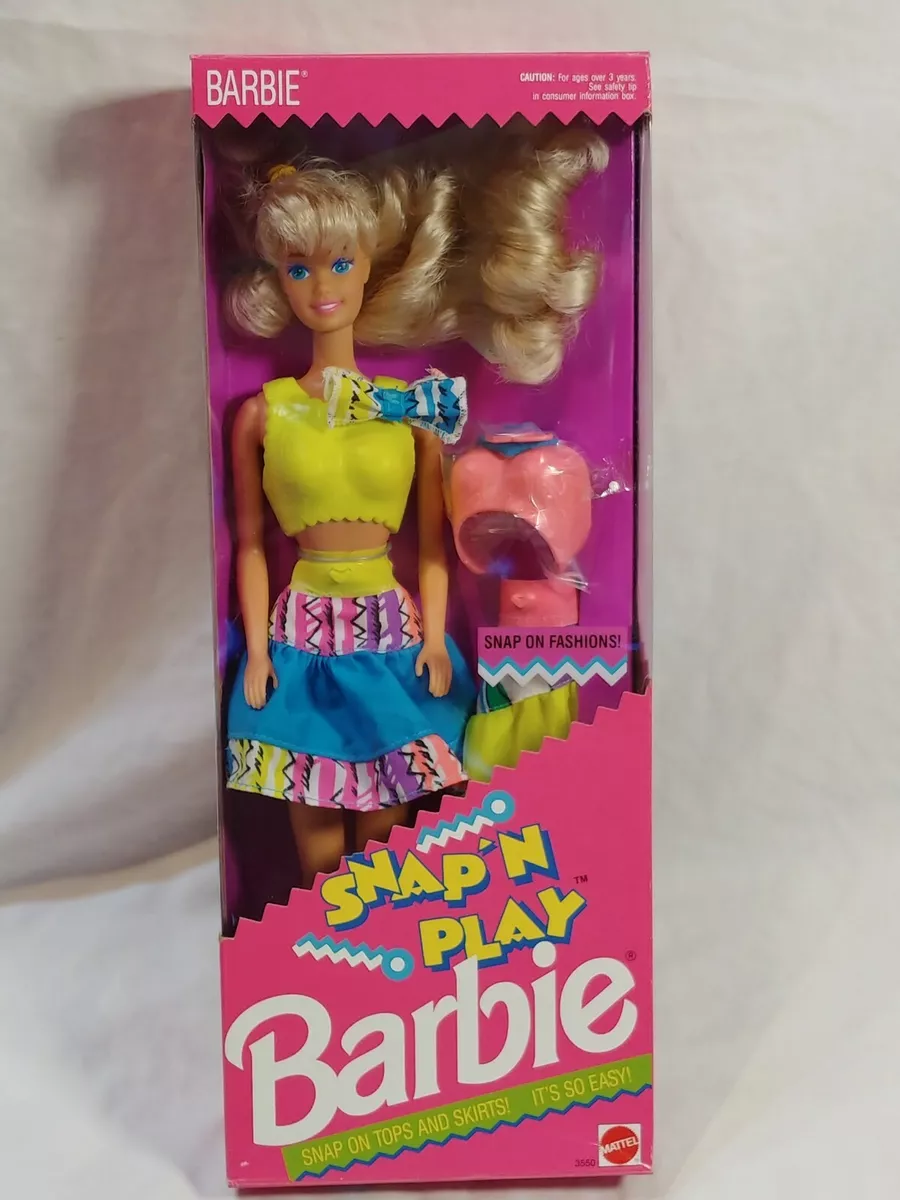 BARBIE®
CAUTION: For ages over 3 years.
See safety tip
in consumer information box.
SNAP ON FASHIONS!
SNAP'N
PLAY™
Barbie®
SNAP ON TOPS AND SKIRTS! IT'S SO EASY!
3550
MATTEL